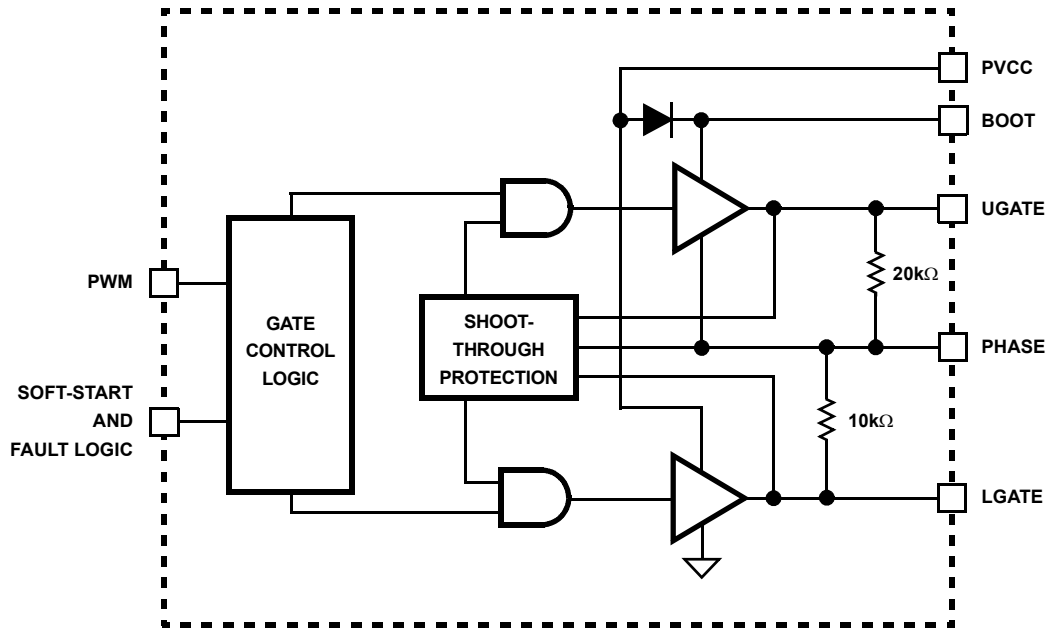 PVCC
BOOT
UGATE
20kΩ
PWM
GATE
CONTROL
LOGIC
SHOOT-
THROUGH
PROTECTION
PHASE
SOFT-START
AND
FAULT LOGIC
10kΩ
LGATE